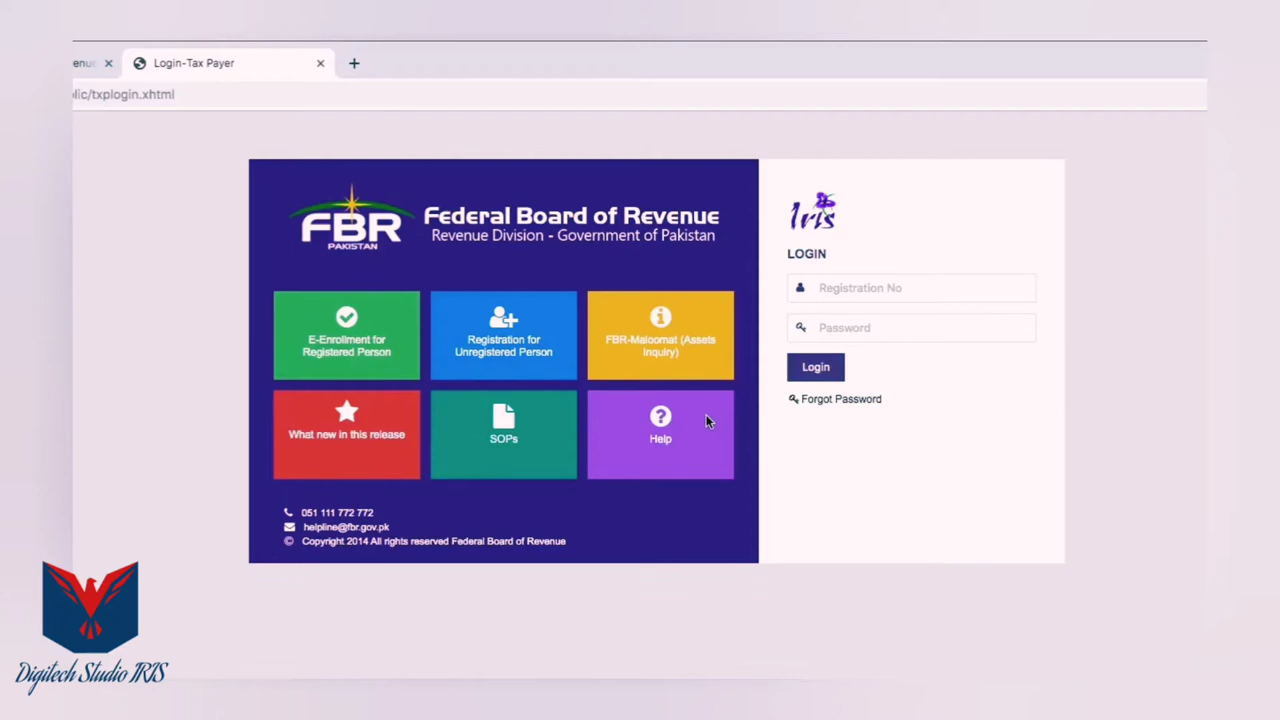 Login-Tax Payer
lic/txplogin.xhtml
FBR
PAKISTAN
Federal Board of Revenue
Revenue Division - Government of Pakistan
E-Enrollment for
Registered Person
Registration for
Unregistered Person
FBR-Maloomat (Assets
Inquiry)
What new in this release
SOPs
Help
051 111 772 772
helpline@fbr.gov.pk
© Copyright 2014 All rights reserved Federal Board of Revenue
Iris
LOGIN
Registration No
Password
Login
Forgot Password
Digitech Studio IRIS